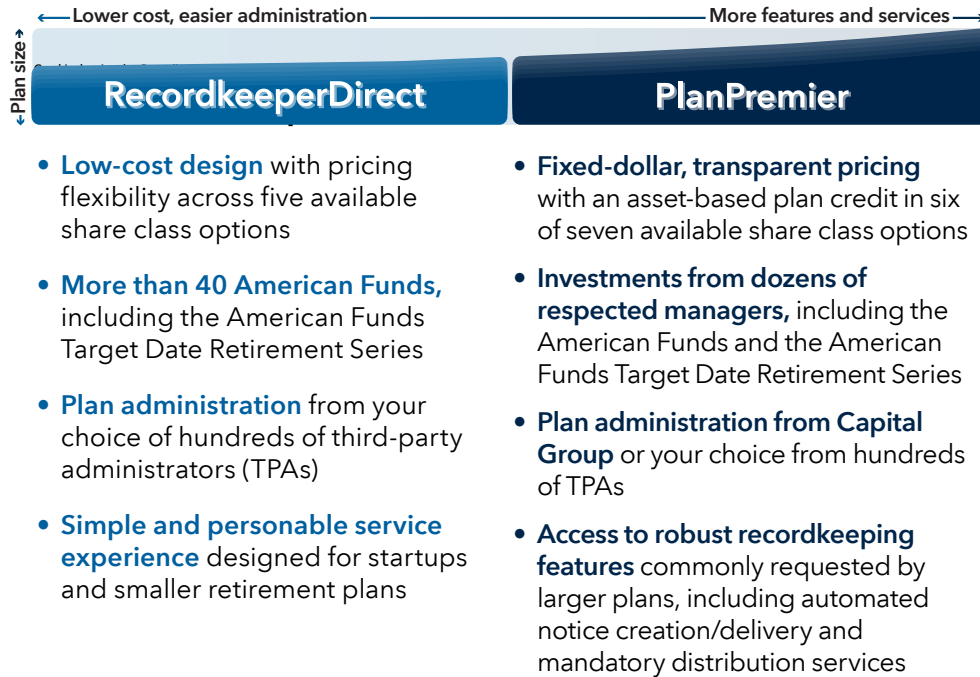 Lower cost, easier administration
More features and services
Plan size
RecordkeeperDirect
PlanPremier
• Low-cost design with pricing
flexibility across five available
share class options
• More than 40 American Funds,
including the American Funds
Target Date Retirement Series
• Plan administration from your
choice of hundreds of third-party
administrators (TPAs)
• Simple and personable service
experience designed for startups
and smaller retirement plans
• Fixed-dollar, transparent pricing
with an asset-based plan credit in six
of seven available share class options
• Investments from dozens of
respected managers, including the
American Funds and the American
Funds Target Date Retirement Series
• Plan administration from Capital
Group or your choice from hundreds
of TPAs
• Access to robust recordkeeping
features commonly requested by
larger plans, including automated
notice creation/delivery and
mandatory distribution services